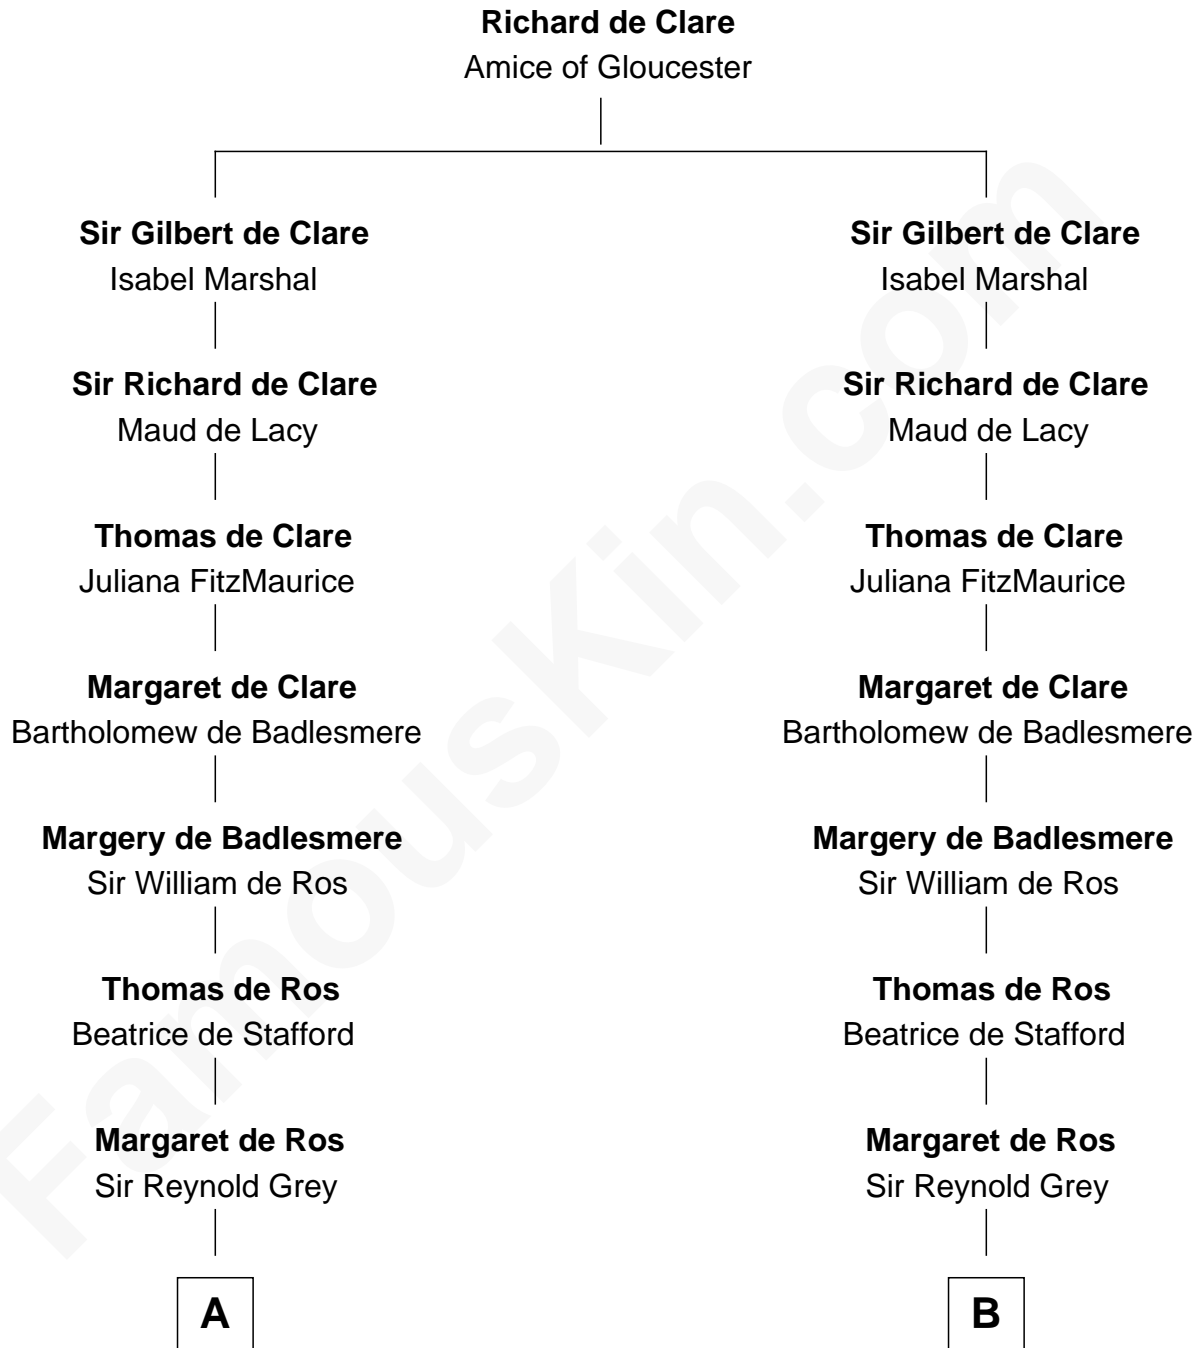 Richard de Clare
Amice of Gloucester
Sir Gilbert de Clare
Isabel Marshal
Sir Richard de Clare
Maud de Lacy
Thomas de Clare
Juliana FitzMaurice
Margaret de Clare
Bartholomew de Badlesmere
Margery de Badlesmere
Sir William de Ros
Thomas de Ros
Beatrice de Stafford
Margaret de Ros
Sir Reynold Grey
A
Sir Gilbert de Clare
Isabel Marshal
Sir Richard de Clare
Maud de Lacy
Thomas de Clare
Juliana FitzMaurice
Margaret de Clare
Bartholomew de Badlesmere
Margery de Badlesmere
Sir William de Ros
Thomas de Ros
Beatrice de Stafford
Margaret de Ros
Sir Reynold Grey
B
FamousKin.com